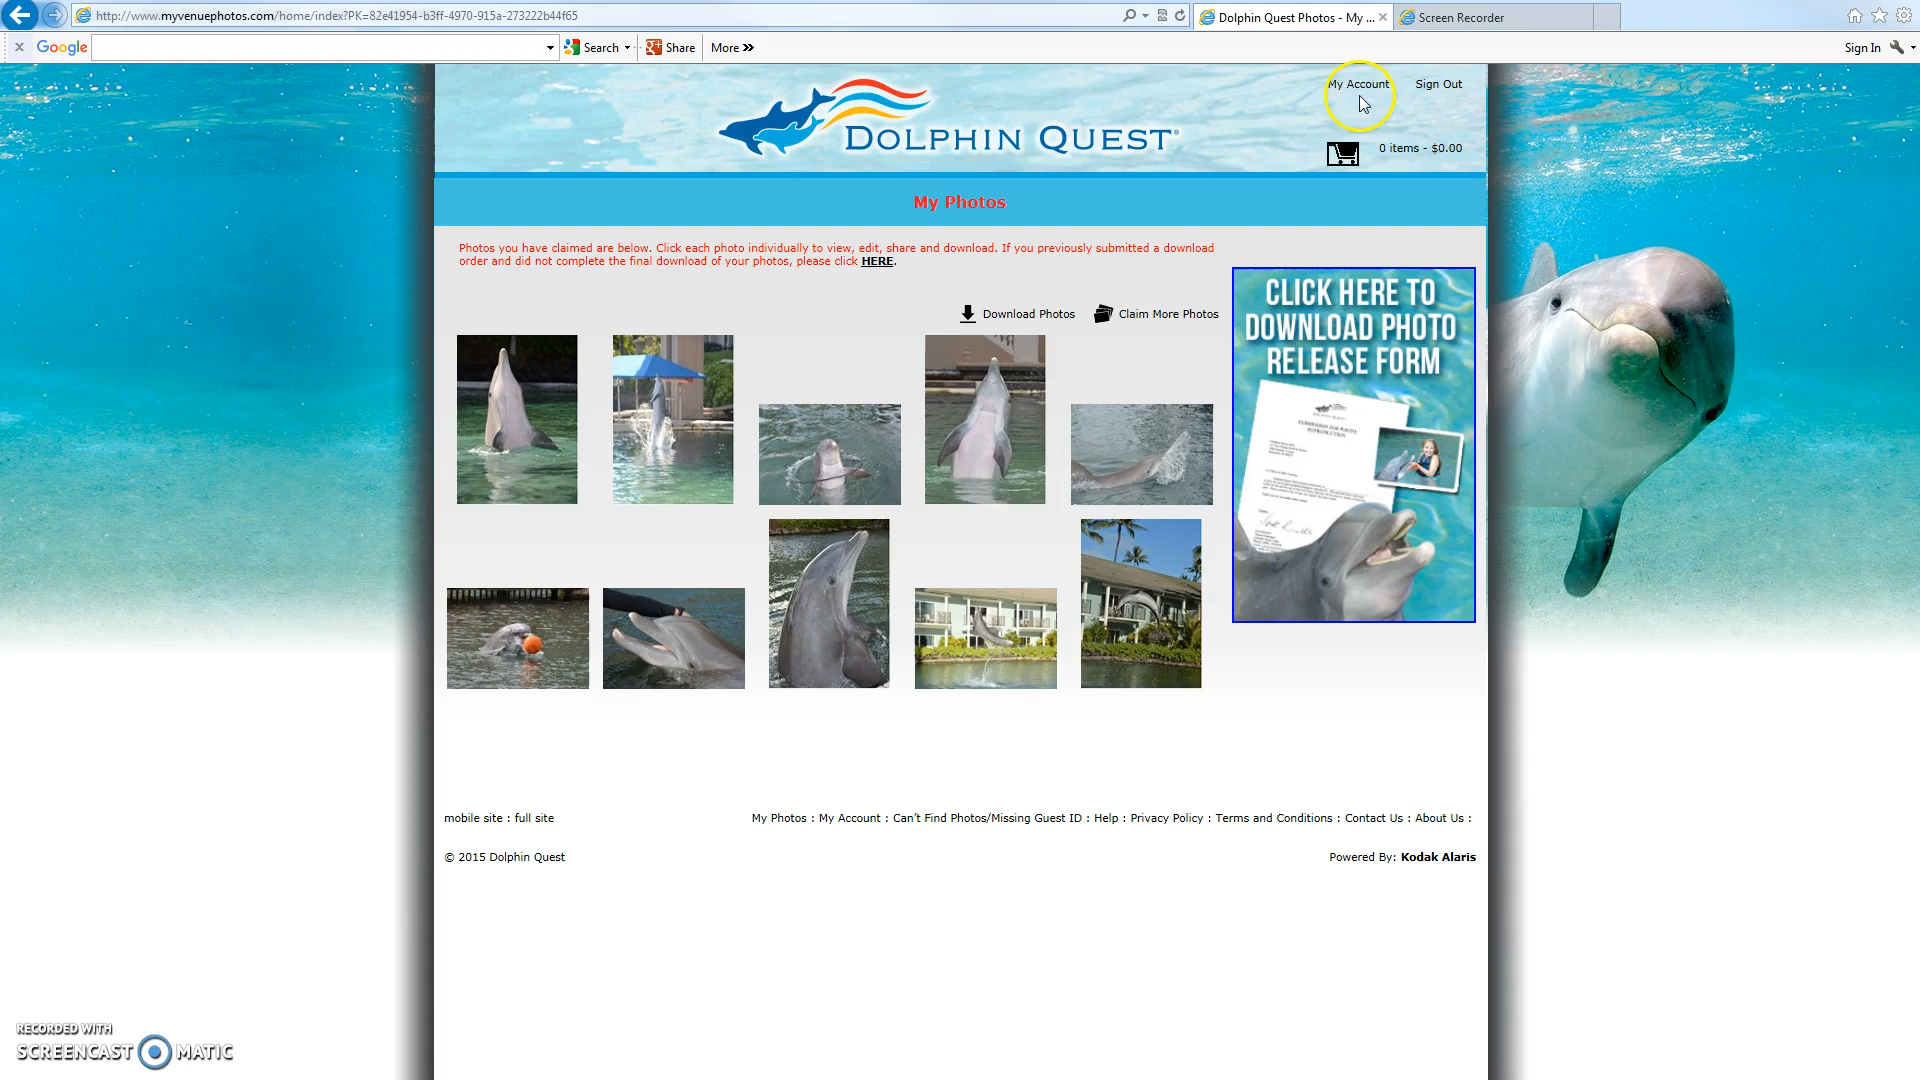 http://www.myvenuephotos.com/home/index?PK=82e41954-b3ff-4970-915a-273222b44f65
Dolphin Quest Photos - My ...
Screen Recorder
Google
Search
Share
More
Sign In
My Account
Sign Out
DOLPHIN QUEST®
0 items - $0.00
My Photos
Photos you have claimed are below. Click each photo individually to view, edit, share and download. If you previously submitted a download
order and did not complete the final download of your photos, please click HERE.
Download Photos
Claim More Photos
CLICK HERE TO
DOWNLOAD PHOTO
RELEASE FORM
mobile site : full site
My Photos : My Account : Can't Find Photos/Missing Guest ID : Help : Privacy Policy : Terms and Conditions : Contact Us : About Us :
© 2015 Dolphin Quest
Powered By: Kodak Alaris
RECORDED WITH
SCREENCAST MATIC